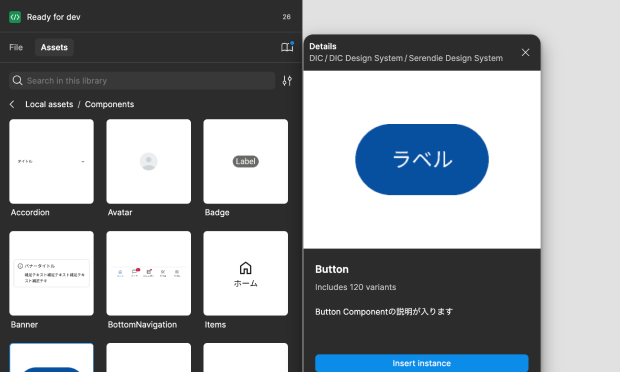 Ready for dev
26
File
Assets
Search in this library
Local assets / Components
タイトル
Accordion
Avatar
Label
Badge
バナータイトル
補足テキスト補足テキスト補足テキ
スト補足テキ
Banner
BottomNavigation
ホーム
Items
Details
DIC / DIC Design System / Serendie Design System
ラベル
Button
Includes 120 variants
Button Componentの説明が入ります
Insert instance